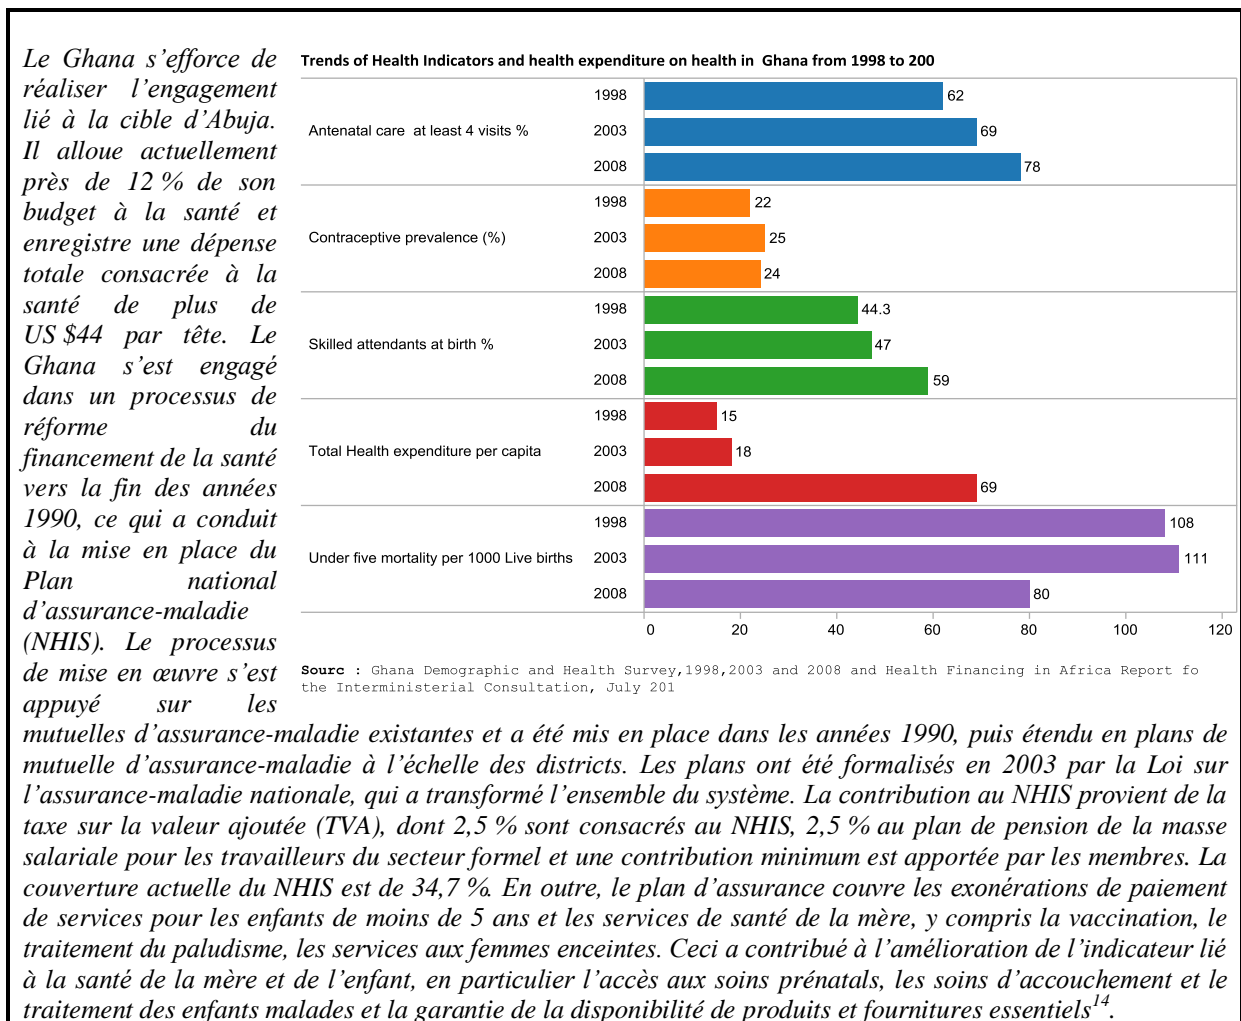 Le Ghana s’efforce de
réaliser l’engagement
lié à la cible d’Abuja.
Il alloue actuellement
près de 12 % de son
budget à la santé et
enregistre une dépense
totale consacrée à la
santé de plus de
US $44 par tête. Le
Ghana s’est engagé
dans un processus de
réforme du
financement de la santé
vers la fin des années
1990, ce qui a conduit
à la mise en place du
Plan national
d’assurance-maladie
(NHIS). Le processus
de mise en œuvre s’est
appuyé sur les
Trends of Health Indicators and health expenditure on health in Ghana from 1998 to 200
Antenatal care at least 4 visits %
1998 62
2003 69
2008 78
Contraceptive prevalence (%)
1998 22
2003 25
2008 24
Skilled attendants at birth %
1998 44.3
2003 47
2008 59
Total Health expenditure per capita
1998 15
2003 18
2008 69
Under five mortality per 1000 Live births
1998 108
2003 111
2008 80
0 20 40 60 80 100 120
Sourc : Ghana Demographic and Health Survey,1998,2003 and 2008 and Health Financing in Africa Report fo
the Interministerial Consultation, July 201
mutuelles d’assurance-maladie existantes et a été mis en place dans les années 1990, puis étendu en plans de
mutuelle d’assurance-maladie à l’échelle des districts. Les plans ont été formalisés en 2003 par la Loi sur
l’assurance-maladie nationale, qui a transformé l’ensemble du système. La contribution au NHIS provient de la
taxe sur la valeur ajoutée (TVA), dont 2,5 % sont consacrés au NHIS, 2,5 % au plan de pension de la masse
salariale pour les travailleurs du secteur formel et une contribution minimum est apportée par les membres. La
couverture actuelle du NHIS est de 34,7 %. En outre, le plan d’assurance couvre les exonérations de paiement
de services pour les enfants de moins de 5 ans et les services de santé de la mère, y compris la vaccination, le
traitement du paludisme, les services aux femmes enceintes. Ceci a contribué à l’amélioration de l’indicateur lié
à la santé de la mère et de l’enfant, en particulier l’accès aux soins prénatals, les soins d’accouchement et le
traitement des enfants malades et la garantie de la disponibilité de produits et fournitures essentiels14.